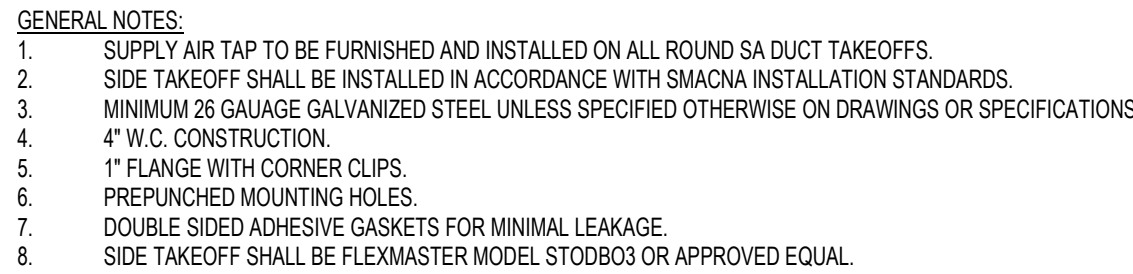 GENERAL NOTES:
1. SUPPLY AIR TAP TO BE FURNISHED AND INSTALLED ON ALL ROUND SA DUCT TAKEOFFS.
2. SIDE TAKEOFF SHALL BE INSTALLED IN ACCORDANCE WITH SMACNA INSTALLATION STANDARDS.
3. MINIMUM 26 GAUAGE GALVANIZED STEEL UNLESS SPECIFIED OTHERWISE ON DRAWINGS OR SPECIFICATIONS
4. 4" W.C. CONSTRUCTION.
5. 1" FLANGE WITH CORNER CLIPS.
6. PREPUNCHED MOUNTING HOLES.
7. DOUBLE SIDED ADHESIVE GASKETS FOR MINIMAL LEAKAGE.
8. SIDE TAKEOFF SHALL BE FLEXMASTER MODEL STODBO3 OR APPROVED EQUAL.